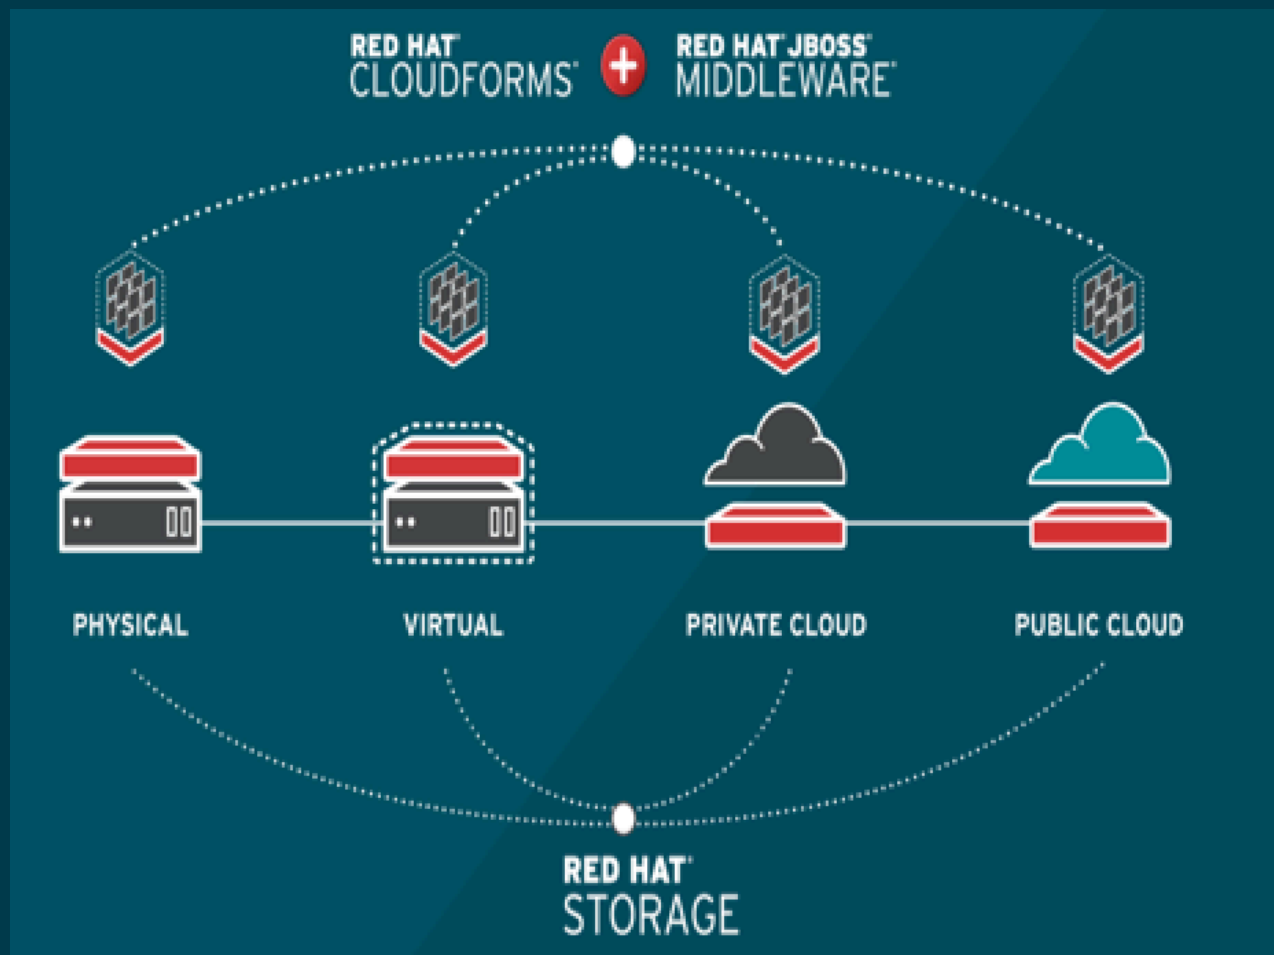 RED HAT®
CLOUDFORMS®
RED HAT® JBOSS®
MIDDLEWARE®
PHYSICAL
VIRTUAL
PRIVATE CLOUD
PUBLIC CLOUD
RED HAT®
STORAGE